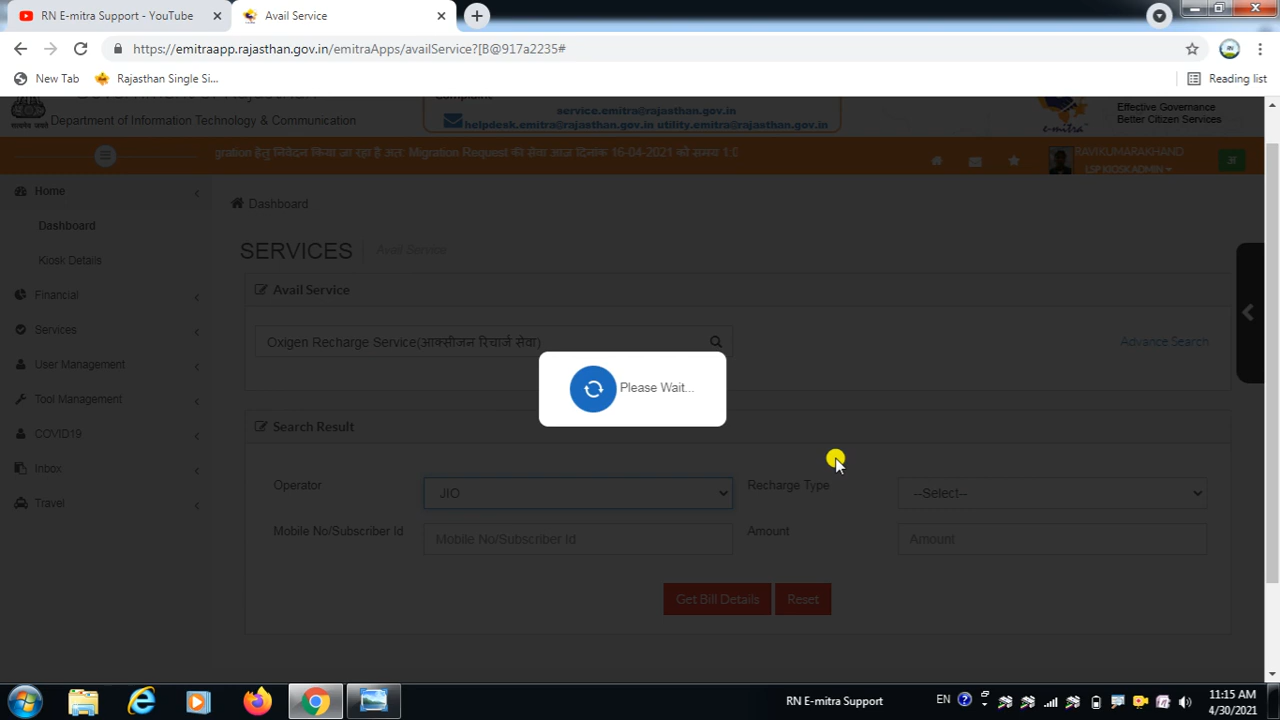 RN E-mitra Support - YouTube
Avail Service
https://emitraapp.rajasthan.gov.in/emitraApps/availService?[B@917a2235#
New Tab
Rajasthan Single Si...
Reading list
Department of Information Technology & Communication
service.emitra@rajasthan.gov.in
helpdesk.emitra@rajasthan.gov.in utility.emitra@rajasthan.gov.in
e-mitra
Effective Governance
Better Citizen Services
gration हेतु निवेदन किया जा रहा है अतः Migration Request की सेवा आज दिनांक 16-04-2021 को समय 1:0
RAVIKUMARAKHAND
LSP KIOSKADMIN
अ
Home
Dashboard
Kiosk Details
Financial
Services
User Management
Tool Management
COVID19
Inbox
Travel
Dashboard
SERVICES
Avail Service
Avail Service
Oxigen Recharge Service(आक्सीजन रिचार्ज सेवा)
Advance Search
Please Wait...
Search Result
Operator
JIO
Recharge Type
--Select--
Mobile No/Subscriber Id
Mobile No/Subscriber Id
Amount
Amount
Get Bill Details
Reset
RN E-mitra Support
EN
11:15 AM
4/30/2021